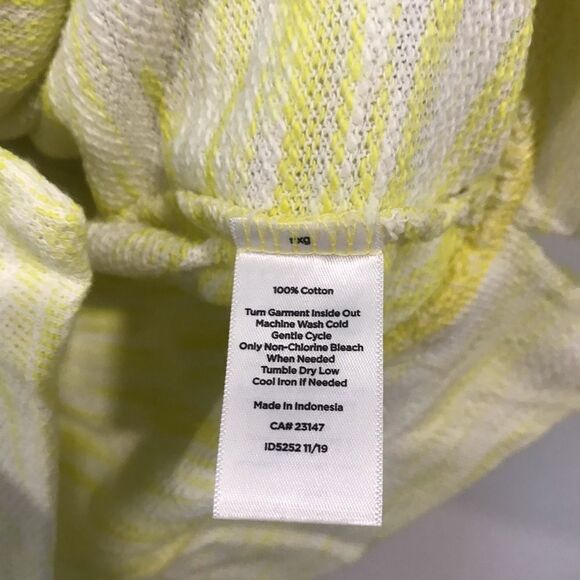 100% Cotton
Turn Garment Inside Out
Machine Wash Cold
Gentle Cycle
Only Non-Chlorine Bleach
When Needed
Tumble Dry Low
Cool Iron if Needed
Made In Indonesia
CA# 23147
ID5252 11/19